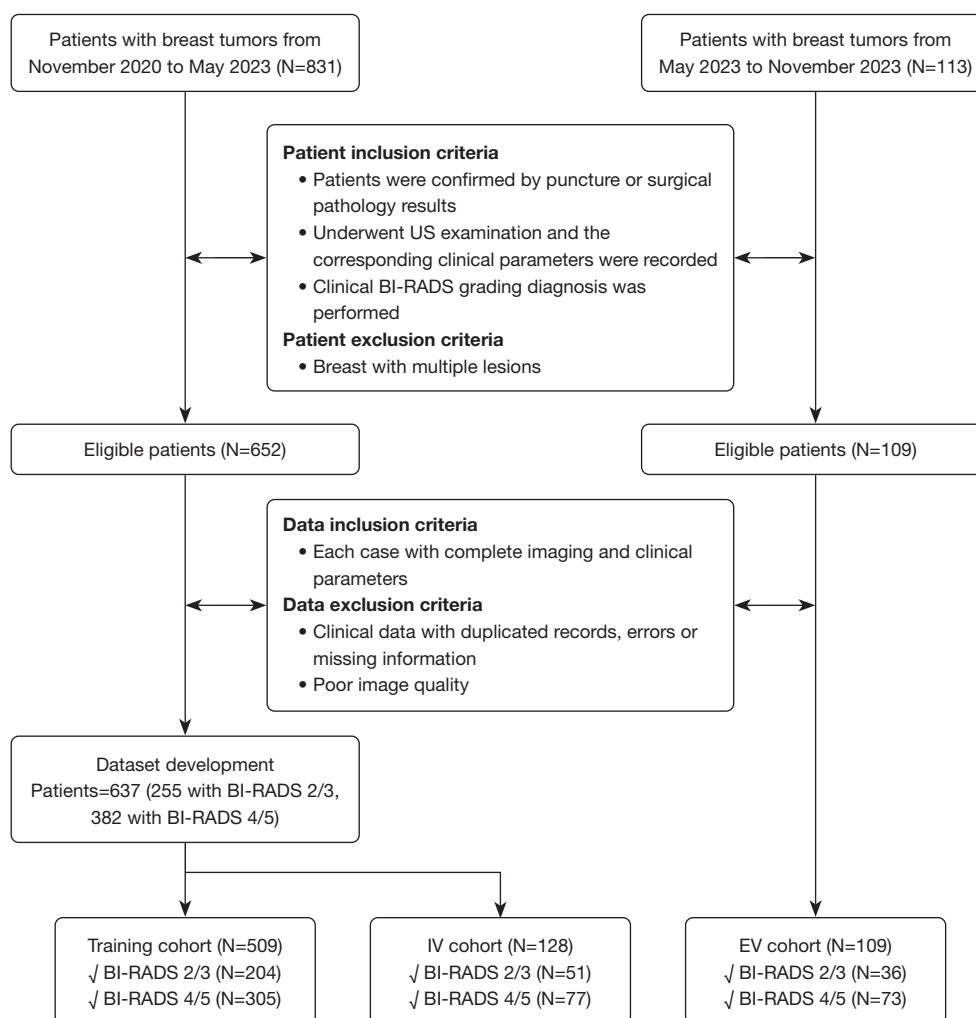 Patients with breast tumors from
November 2020 to May 2023 (N=831)
Patients with breast tumors from
May 2023 to November 2023 (N=113)
Patient inclusion criteria
• Patients were confirmed by puncture or surgical
pathology results
• Underwent US examination and the
corresponding clinical parameters were recorded
• Clinical BI-RADS grading diagnosis was
performed
Patient exclusion criteria
• Breast with multiple lesions
Eligible patients (N=652)
Eligible patients (N=109)
Data inclusion criteria
• Each case with complete imaging and clinical
parameters
Data exclusion criteria
• Clinical data with duplicated records, errors or
missing information
• Poor image quality
Dataset development
Patients=637 (255 with BI-RADS 2/3,
382 with BI-RADS 4/5)
Training cohort (N=509)
√ BI-RADS 2/3 (N=204)
√ BI-RADS 4/5 (N=305)
IV cohort (N=128)
√ BI-RADS 2/3 (N=51)
√ BI-RADS 4/5 (N=77)
EV cohort (N=109)
√ BI-RADS 2/3 (N=36)
√ BI-RADS 4/5 (N=73)